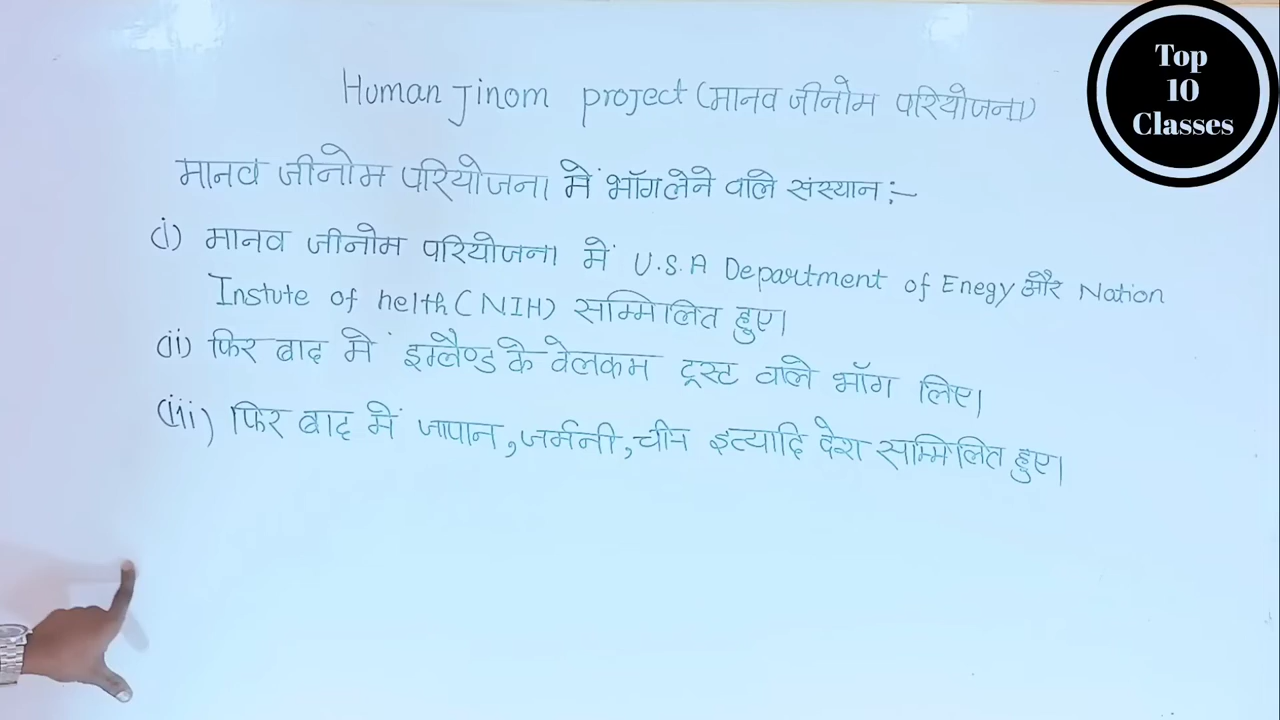 Human Jinom project (मानव जीनोम परियोजना)
मानव जीनोम परियोजना में भॉग लेने वाले संस्थान :-
(i) मानव जीनोम परियोजना में U.S.A Department of Enegy और Nation
Instute of helth (NIH) सम्मिलित हुए।
(ii) फिर बाद में इंग्लैण्ड के वेलकम ट्रस्ट वाले भॉग लिए।
(iii) फिर बाद में जापान, जर्मनी, चीन इत्यादि देश सम्मिलित हुए।
Top
10
Classes